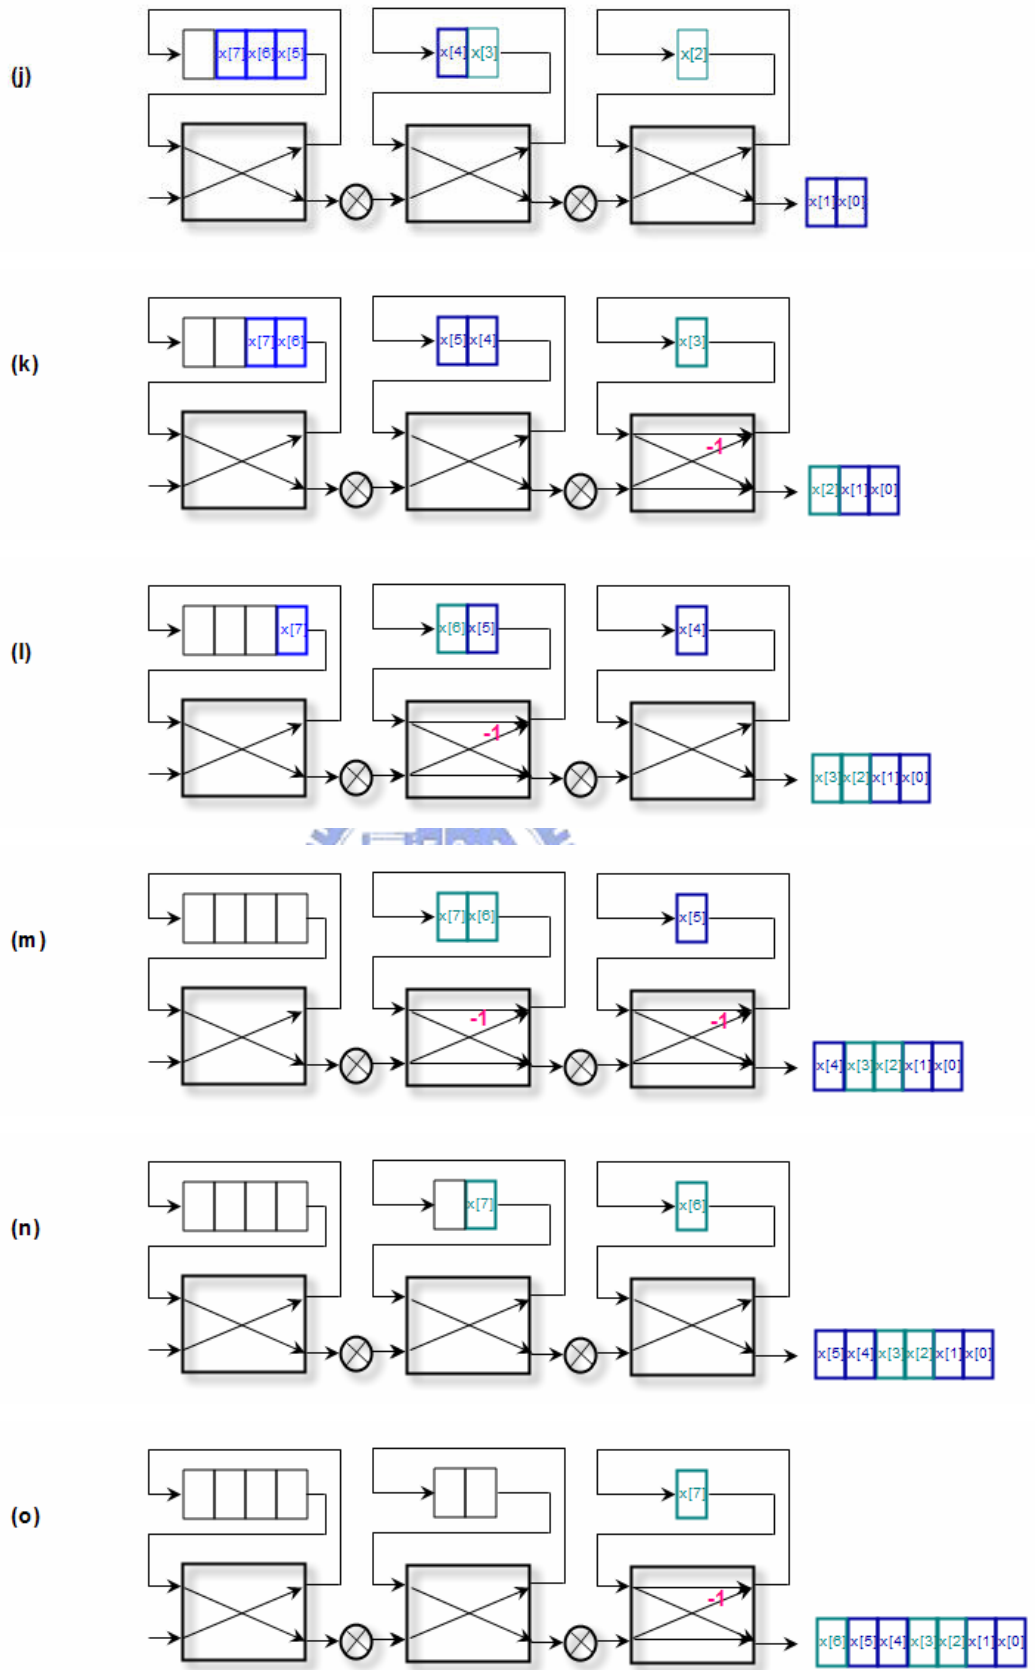 (j)
x[7] x[6] x[5]
x[4] x[3]
x[2]
x[1] x[0]
(k)
x[7] x[6]
x[5] x[4]
x[3]
-1
x[2] x[1] x[0]
(l)
x[7]
x[6] x[5]
x[4]
-1
x[3] x[2] x[1] x[0]
(m)
x[7] x[6]
x[5]
-1
-1
x[4] x[3] x[2] x[1] x[0]
(n)
x[7]
x[6]
x[5] x[4] x[3] x[2] x[1] x[0]
(o)
x[7]
-1
x[6] x[5] x[4] x[3] x[2] x[1] x[0]